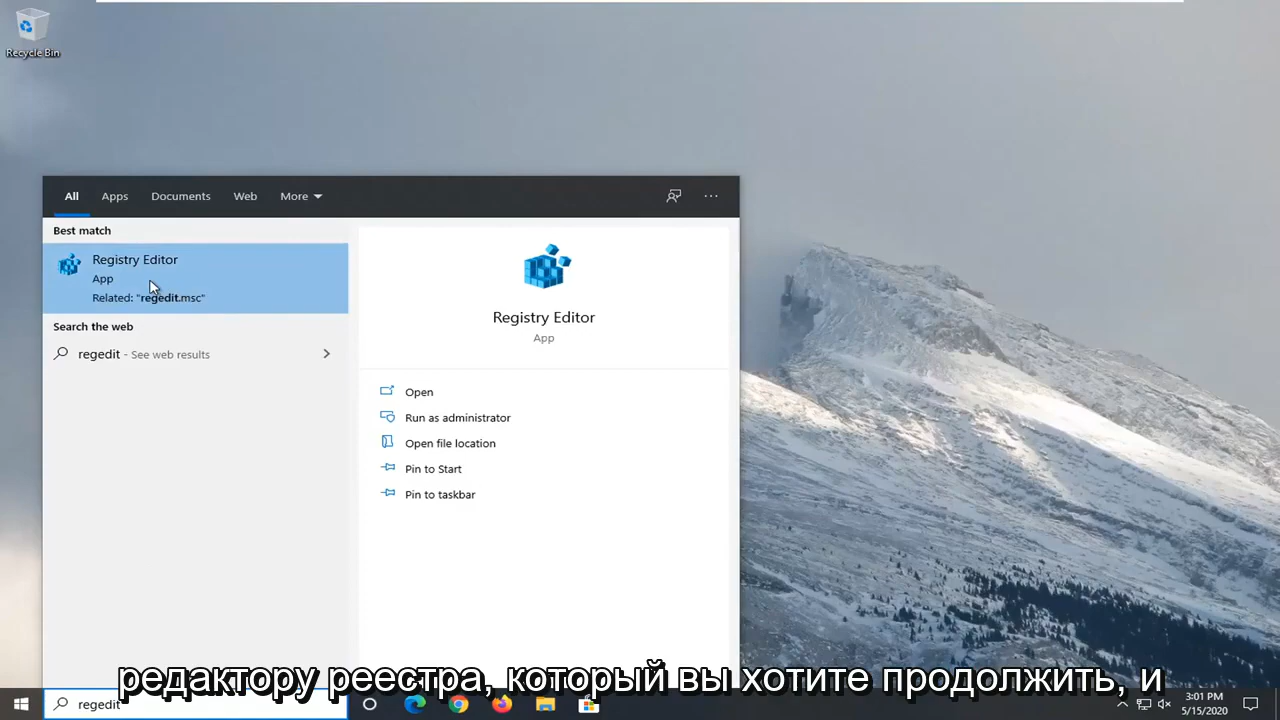 Recycle Bin
All Apps Documents Web More ...
Best match
Registry Editor
App
Related: "regedit.msc"
Search the web
regedit - See web results
Registry Editor
App
Open
Run as administrator
Open file location
Pin to Start
Pin to taskbar
редактору реестра, который вы хотите продолжить, и
regedit
3:01 PM
5/15/2020